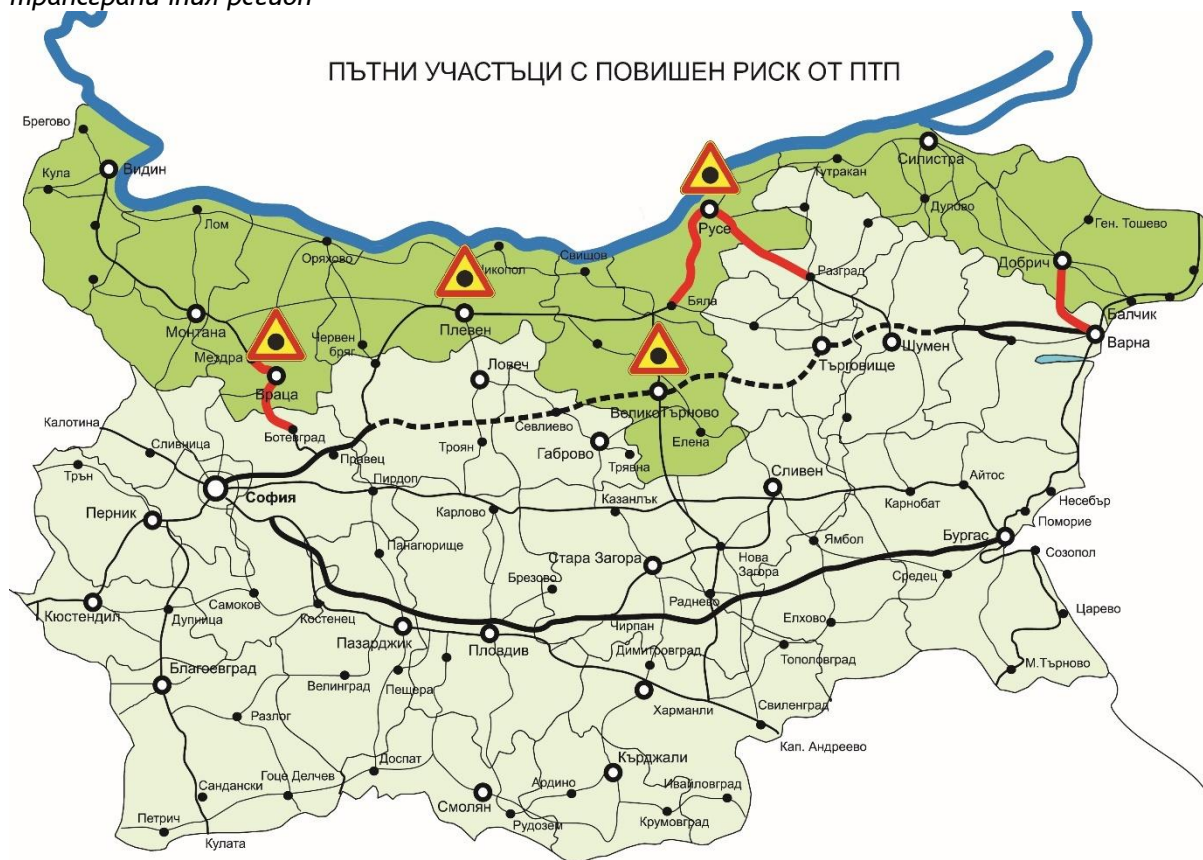 трансграничния регион
ПЪТНИ УЧАСТЪЦИ С ПОВИШЕН РИСК ОТ ПТП
Брегово
Видин
Кула
Лом
Оряхово
Никопол
Свищов
Русе
Тутракан
Силистра
Дулово
Ген. Тошево
Добрич
Балчик
Варна
Разград
Бяла
Плевен
Монтана
Мездра
Враца
Червен
бряг
Ловеч
Търговище
Шумен
ВеликоТърново
Елена
Севлиево
Габрово
Трявна
Троян
Ботевград
Правец
Калотина
Сливница
Трън
София
Пирдоп
Перник
Карлово
Казанлък
Сливен
Карнобат
Айтос
Несебър
Поморие
Бургас
Созопол
Панагюрище
Стара Загора
Нова
Загора
Ямбол
Средец
Брезово
Раднево
Царево
Кюстендил
Дупница
Самоков
Костенец
Пазарджик
Пловдив
Чирпан
Елхово
Димитровград
Тополовград
М.Търново
Благоевград
Велинград
Пещера
Харманли
Свиленград
Кап. Андреево
Разлог
Доспат
Гоце Делчев
Сандански
Кърджали
Ардино
Ивайловград
Смолян
Рудозем
Крумовград
Петрич
Кулата